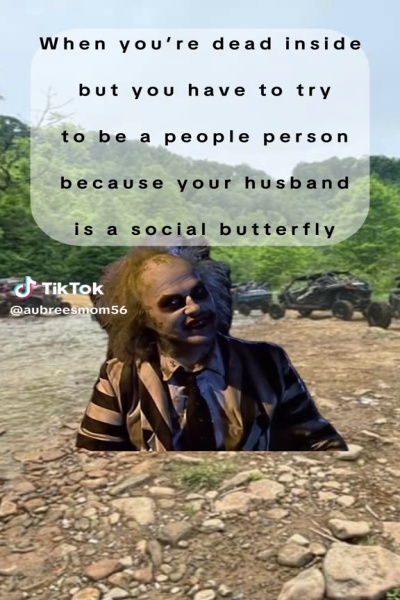 When you’re dead inside
but you have to try
to be a people person
because your husband
is a social butterfly
TikTok
@aubreesmom56